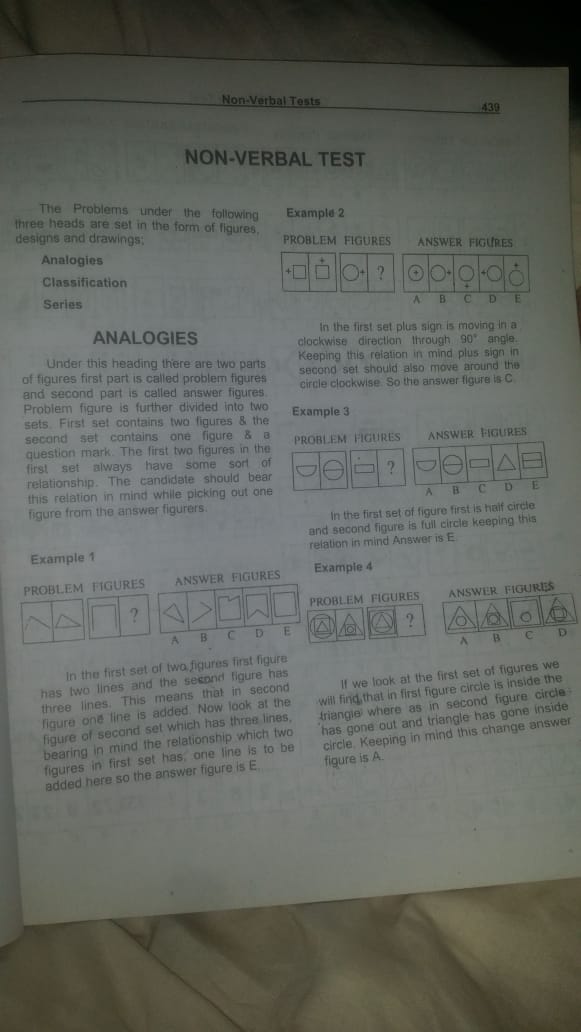 Non-Verbal Tests
439
NON-VERBAL TEST
The Problems under the following
three heads are set in the form of figures,
designs and drawings;
Analogies
Classification
Series
ANALOGIES
Under this heading there are two parts
of figures first part is called problem figures
and second part is called answer figures.
Problem figure is further divided into two
sets. First set contains two figures & the
second set contains one figure & a
question mark. The first two figures in the
first set always have some sort of
relationship. The candidate should bear
this relation in mind while picking out one
figure from the answer figurers.
Example 1
PROBLEM FIGURES
ANSWER FIGURES
?
A B C D E
In the first set of two figures first figure
has two lines and the second figure has
three lines. This means that in second
figure one line is added. Now look at the
figure of second set which has three lines,
bearing in mind the relationship which two
figures in first set has, one line is to be
added here so the answer figure is E.
Example 2
PROBLEM FIGURES ANSWER FIGURES
+ + + ? + + + + +
A B C D E
In the first set plus sign is moving in a
clockwise direction through 90° angle.
Keeping this relation in mind plus sign in
second set should also move around the
circle clockwise. So the answer figure is C.
Example 3
PROBLEM FIGURES ANSWER FIGURES
?
A B C D E
In the first set of figure first is half circle
and second figure is full circle keeping this
relation in mind Answer is E.
Example 4
PROBLEM FIGURES ANSWER FIGURES
?
A B C D
If we look at the first set of figures we
will find that in first figure circle is inside the
triangle where as in second figure circle
has gone out and triangle has gone inside
circle. Keeping in mind this change answer
figure is A.